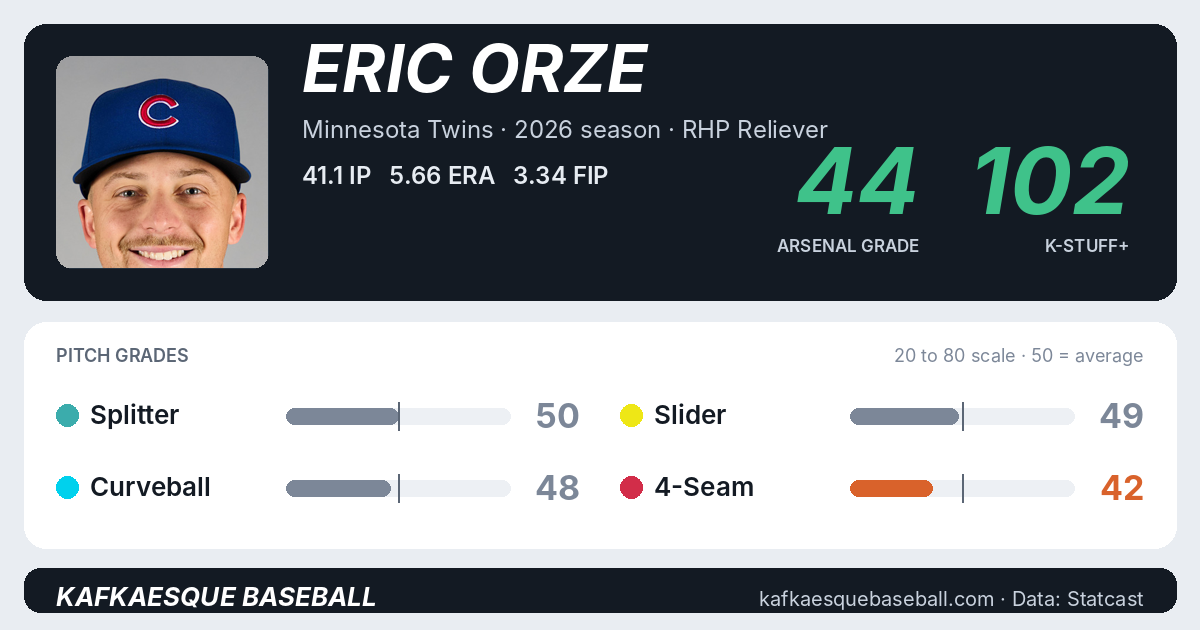 ERIC ORZE
Minnesota Twins · 2026 season · RHP Reliever
41.1 IP 5.66 ERA 3.34 FIP
44 102
ARSENAL GRADE K-STUFF+
C
PITCH GRADES 20 to 80 scale · 50 = average
Splitter 50 Slider 49
Curveball 48 4-Seam 42
KAFKAESQUE BASEBALL kafkaesquebaseball.com · Data: Statcast